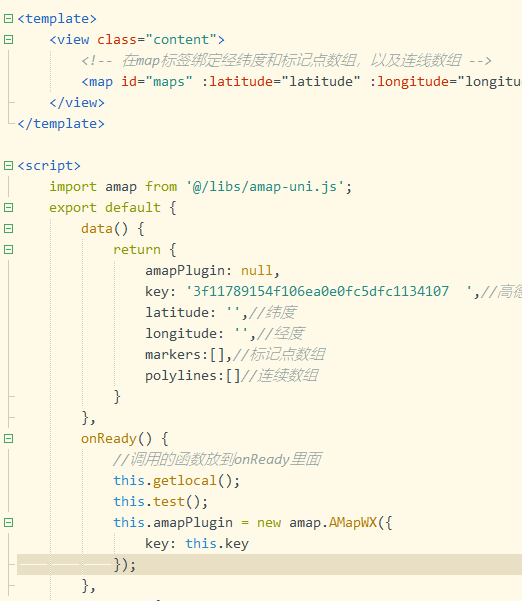 <template>
<view class="content">
<!-- 在map标签绑定经纬度和标记点数组，以及连线数组 -->
<map id="maps" :latitude="latitude" :longitude="longitu
</view>
</template>
<script>
import amap from '@/libs/amap-uni.js';
export default {
data() {
return {
amapPlugin: null,
key: '3f11789154f106ea0e0fc5dfc1134107  ',//高德
latitude: '',//纬度
longitude: '',//经度
markers:[],//标记点数组
polylines:[]//连续数组
}
},
onReady() {
//调用的函数放到onReady里面
this.getlocal();
this.test();
this.amapPlugin = new amap.AMapWX({
key: this.key
});
},